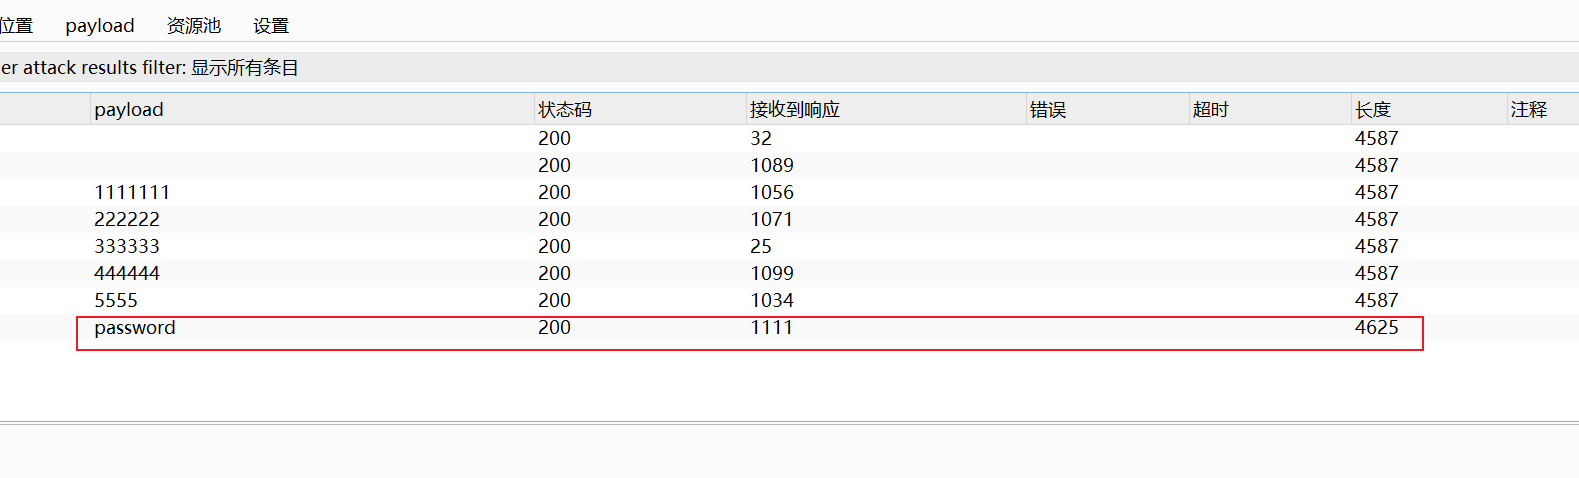 位置 payload 资源池 设置
er attack results filter: 显示所有条目
payload 状态码 接收到响应 错误 超时 长度 注释
200 32 4587
200 1089 4587
1111111 200 1056 4587
222222 200 1071 4587
333333 200 25 4587
444444 200 1099 4587
5555 200 1034 4587
password 200 1111 4625